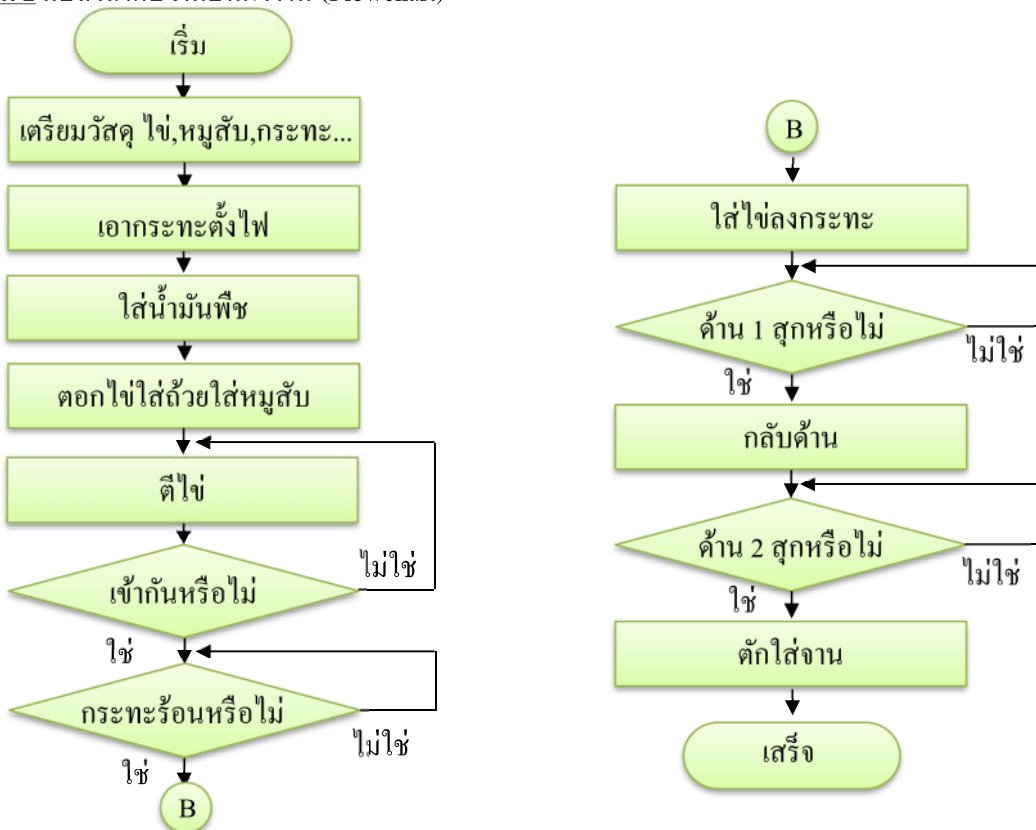 เริ่ม
เตรียมวัสดุ ไข่,หมูสับ,กระทะ...
เอากระทะตั้งไฟ
ใส่น้ำมันพืช
ตอกไข่ใส่ถ้วยใส่หมูสับ
ตีไข่
เข้ากันหรือไม่
ไม่ใช่
ใช่
กระทะร้อนหรือไม่
ไม่ใช่
ใช่
B
B
ใส่ไข่ลงกระทะ
ด้าน 1 สุกหรือไม่
ไม่ใช่
ใช่
กลับด้าน
ด้าน 2 สุกหรือไม่
ไม่ใช่
ใช่
ตักใส่จาน
เสร็จ